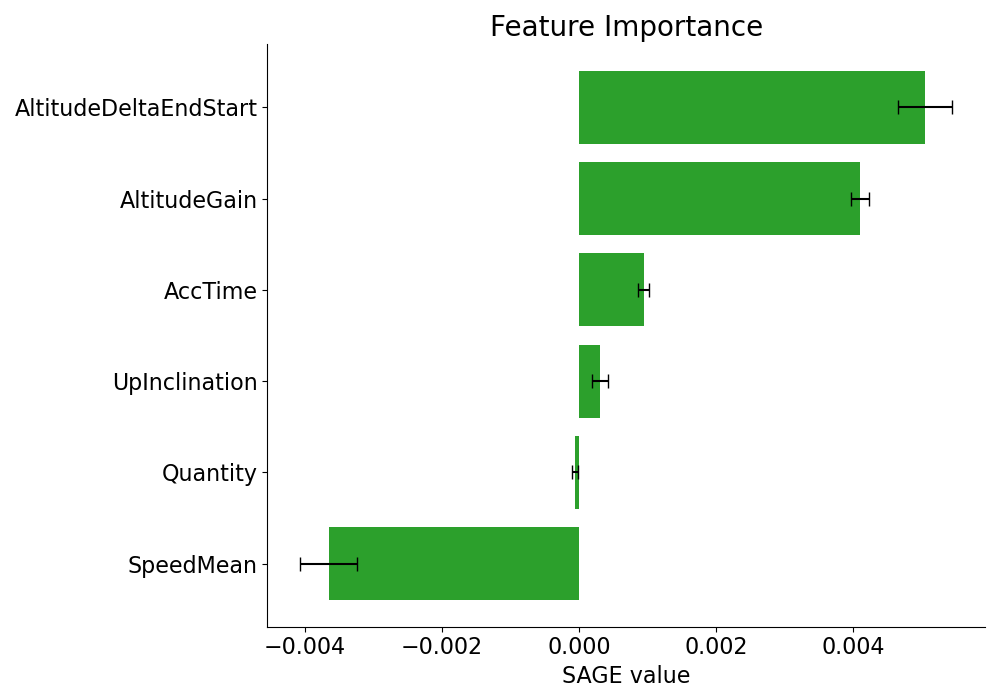 Feature Importance
AltitudeDeltaEndStart
AltitudeGain
AccTime
UpInclination
Quantity
SpeedMean
−0.004 −0.002 0.000 0.002 0.004
SAGE value